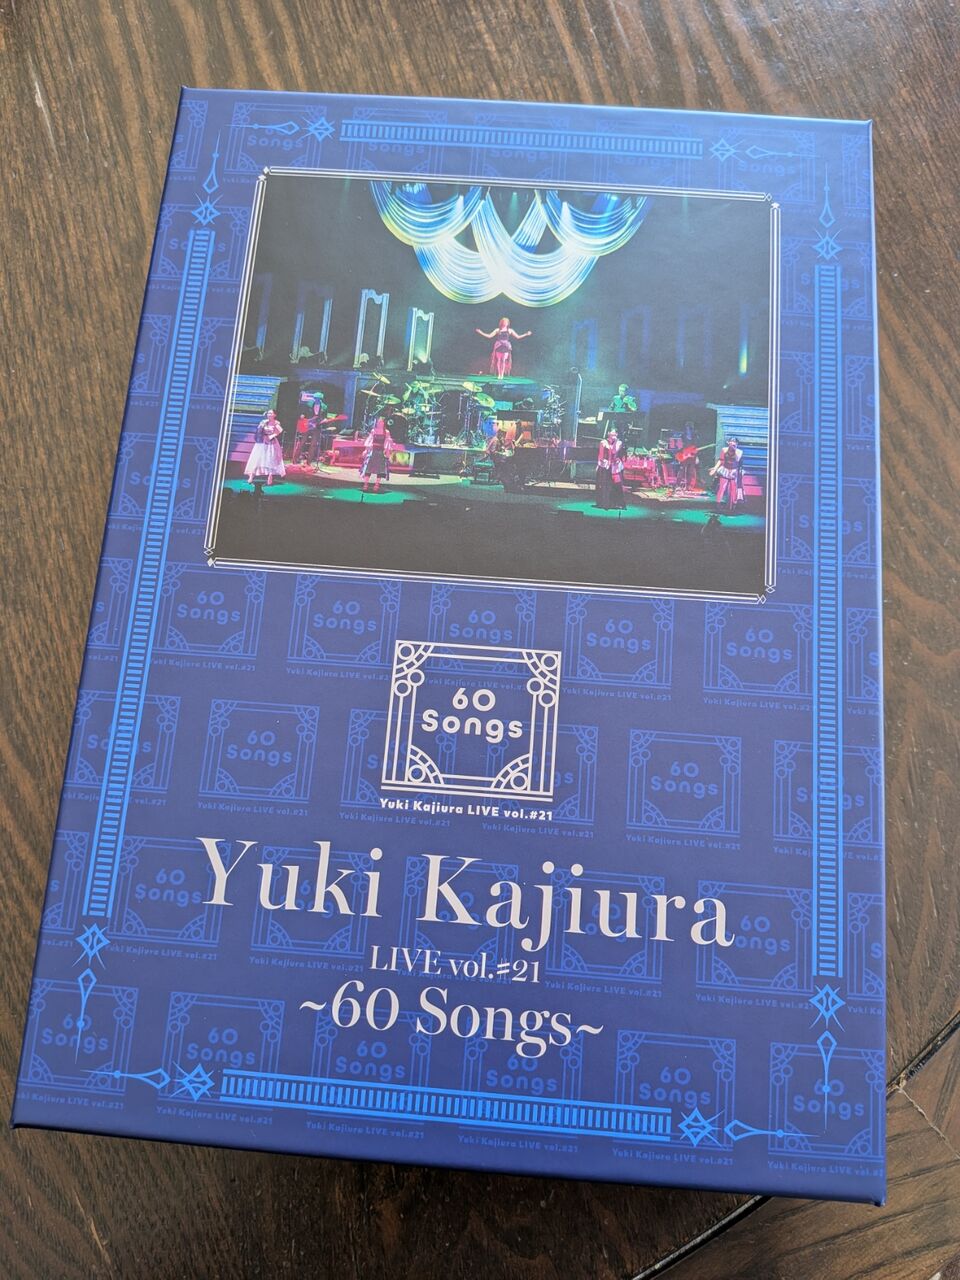 60
Songs
Yuki Kajiura LIVE vol.#21
Yuki Kajiura
LIVE vol.#21
~60 Songs~